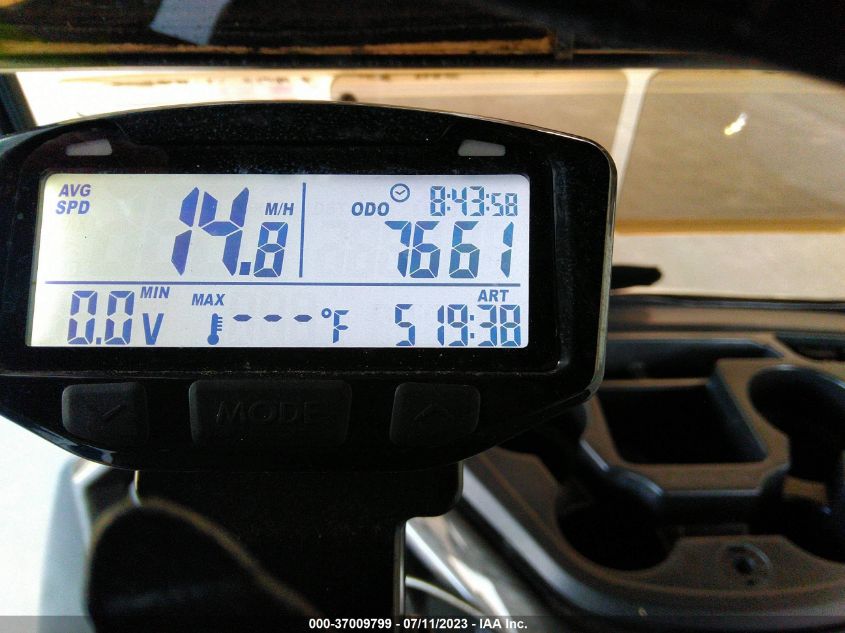 AVG SPD 14.8 M/H ODO 8:43:58
7661
0.0 V MIN MAX ---°F ART
5 19:38
MODE
000-37009799 - 07/11/2023 - IAA Inc.